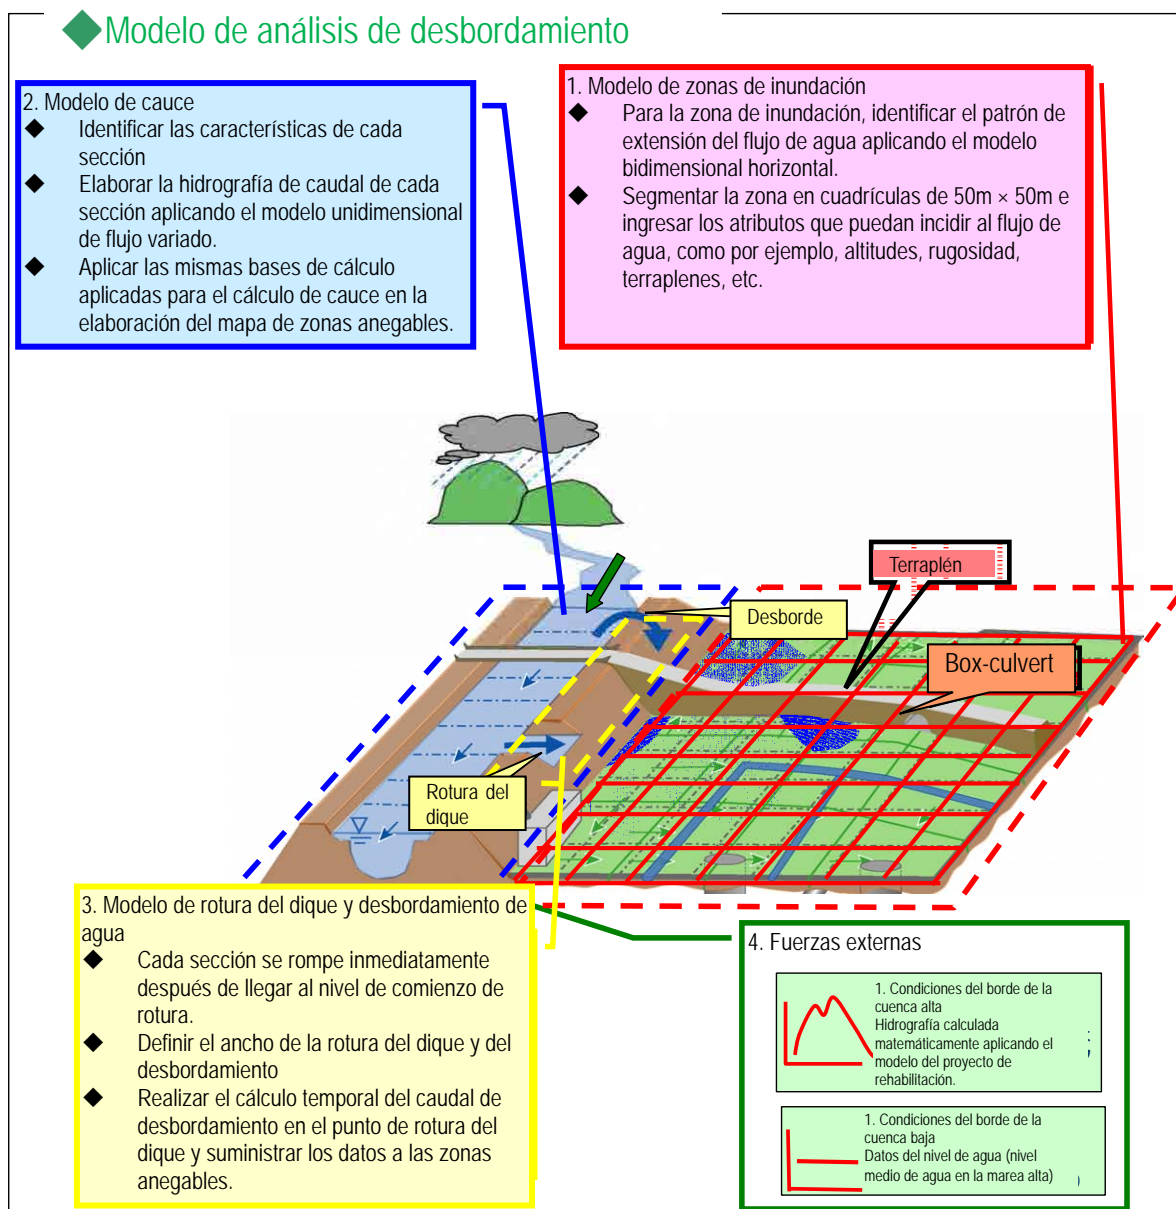 ◆Modelo de análisis de desbordamiento
2. Modelo de cauce
◆ Identificar las características de cada
sección
◆ Elaborar la hidrografía de caudal de cada
sección aplicando el modelo unidimensional
de flujo variado.
◆ Aplicar las mismas bases de cálculo
aplicadas para el cálculo de cauce en la
elaboración del mapa de zonas anegables.
1. Modelo de zonas de inundación
◆ Para la zona de inundación, identificar el patrón de
extensión del flujo de agua aplicando el modelo
bidimensional horizontal.
◆ Segmentar la zona en cuadrículas de 50m × 50m e
ingresar los atributos que puedan incidir al flujo de
agua, como por ejemplo, altitudes, rugosidad,
terraplenes, etc.
Terraplén
Desborde
Box-culvert
Rotura del
dique
3. Modelo de rotura del dique y desbordamiento de
agua
◆ Cada sección se rompe inmediatamente
después de llegar al nivel de comienzo de
rotura.
◆ Definir el ancho de la rotura del dique y del
desbordamiento
◆ Realizar el cálculo temporal del caudal de
desbordamiento en el punto de rotura del
dique y suministrar los datos a las zonas
anegables.
4. Fuerzas externas
1. Condiciones del borde de la
cuenca alta
Hidrografía calculada
matemáticamente aplicando el
modelo del proyecto de
rehabilitación.
1. Condiciones del borde de la
cuenca baja
Datos del nivel de agua (nivel
medio de agua en la marea alta)